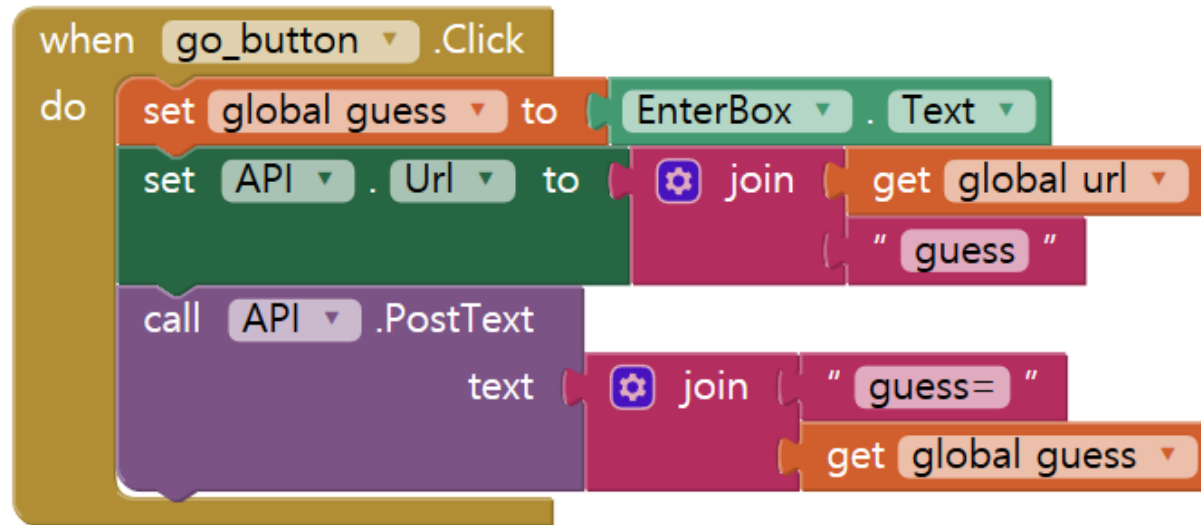 when go_button ▾ .Click
do set global guess ▾ to EnterBox ▾ . Text ▾
set API ▾ . Url ▾ to join get global url ▾
" guess "
call API ▾ .PostText
text join " guess= "
get global guess ▾